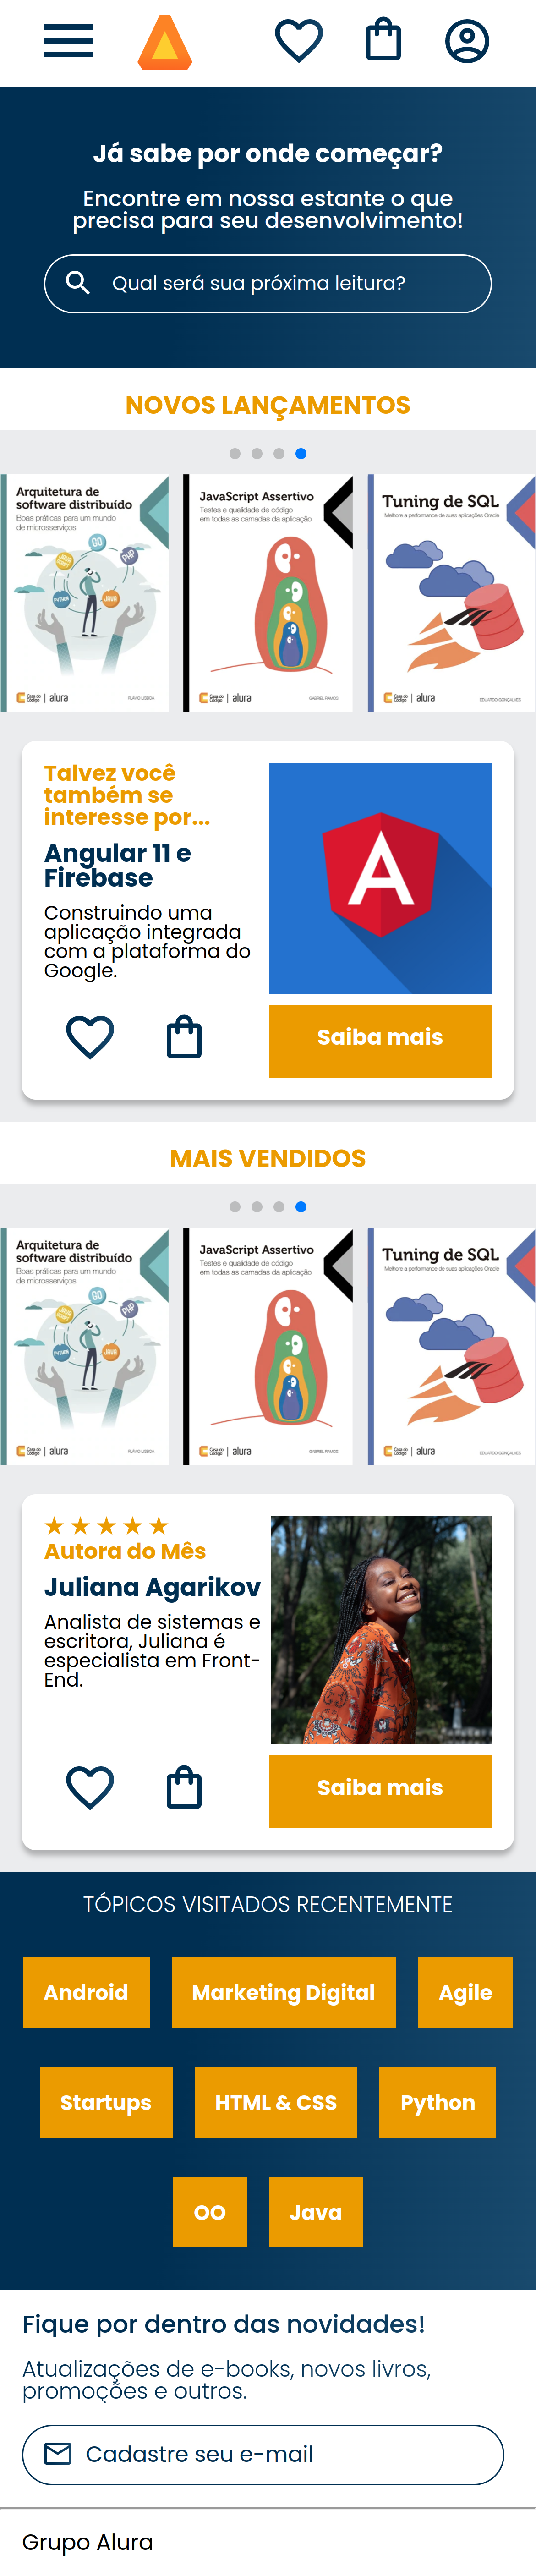 Já sabe por onde começar?
Encontre em nossa estante o que
precisa para seu desenvolvimento!
Qual será sua próxima leitura?
NOVOS LANÇAMENTOS
Arquitetura de
software distribuído
Boas práticas para um mundo
de microsserviços
GO
PHP
PYTHON
JAVA
Casa do
Código
alura
FLÁVIO LISBOA
JavaScript Assertivo
Testes e qualidade de código
em todas as camadas da aplicação
Casa do
Código
alura
GABRIEL RAMOS
Tuning de SQL
Melhore a performance de suas aplicações Oracle
Casa do
Código
alura
EDUARDO GONÇALVES
Talvez você
também se
interesse por...
Angular 11 e
Firebase
Construindo uma
aplicação integrada
com a plataforma do
Google.
A
Saiba mais
MAIS VENDIDOS
Arquitetura de
software distribuído
Boas práticas para um mundo
de microsserviços
GO
PHP
PYTHON
JAVA
Casa do
Código
alura
FLÁVIO LISBOA
JavaScript Assertivo
Testes e qualidade de código
em todas as camadas da aplicação
Casa do
Código
alura
GABRIEL RAMOS
Tuning de SQL
Melhore a performance de suas aplicações Oracle
Casa do
Código
alura
EDUARDO GONÇALVES
Autora do Mês
Juliana Agarikov
Analista de sistemas e
escritora, Juliana é
especialista em Front-
End.
Saiba mais
TÓPICOS VISITADOS RECENTEMENTE
Android
Marketing Digital
Agile
Startups
HTML & CSS
Python
OO
Java
Fique por dentro das novidades!
Atualizações de e-books, novos livros,
promoções e outros.
Cadastre seu e-mail
Grupo Alura